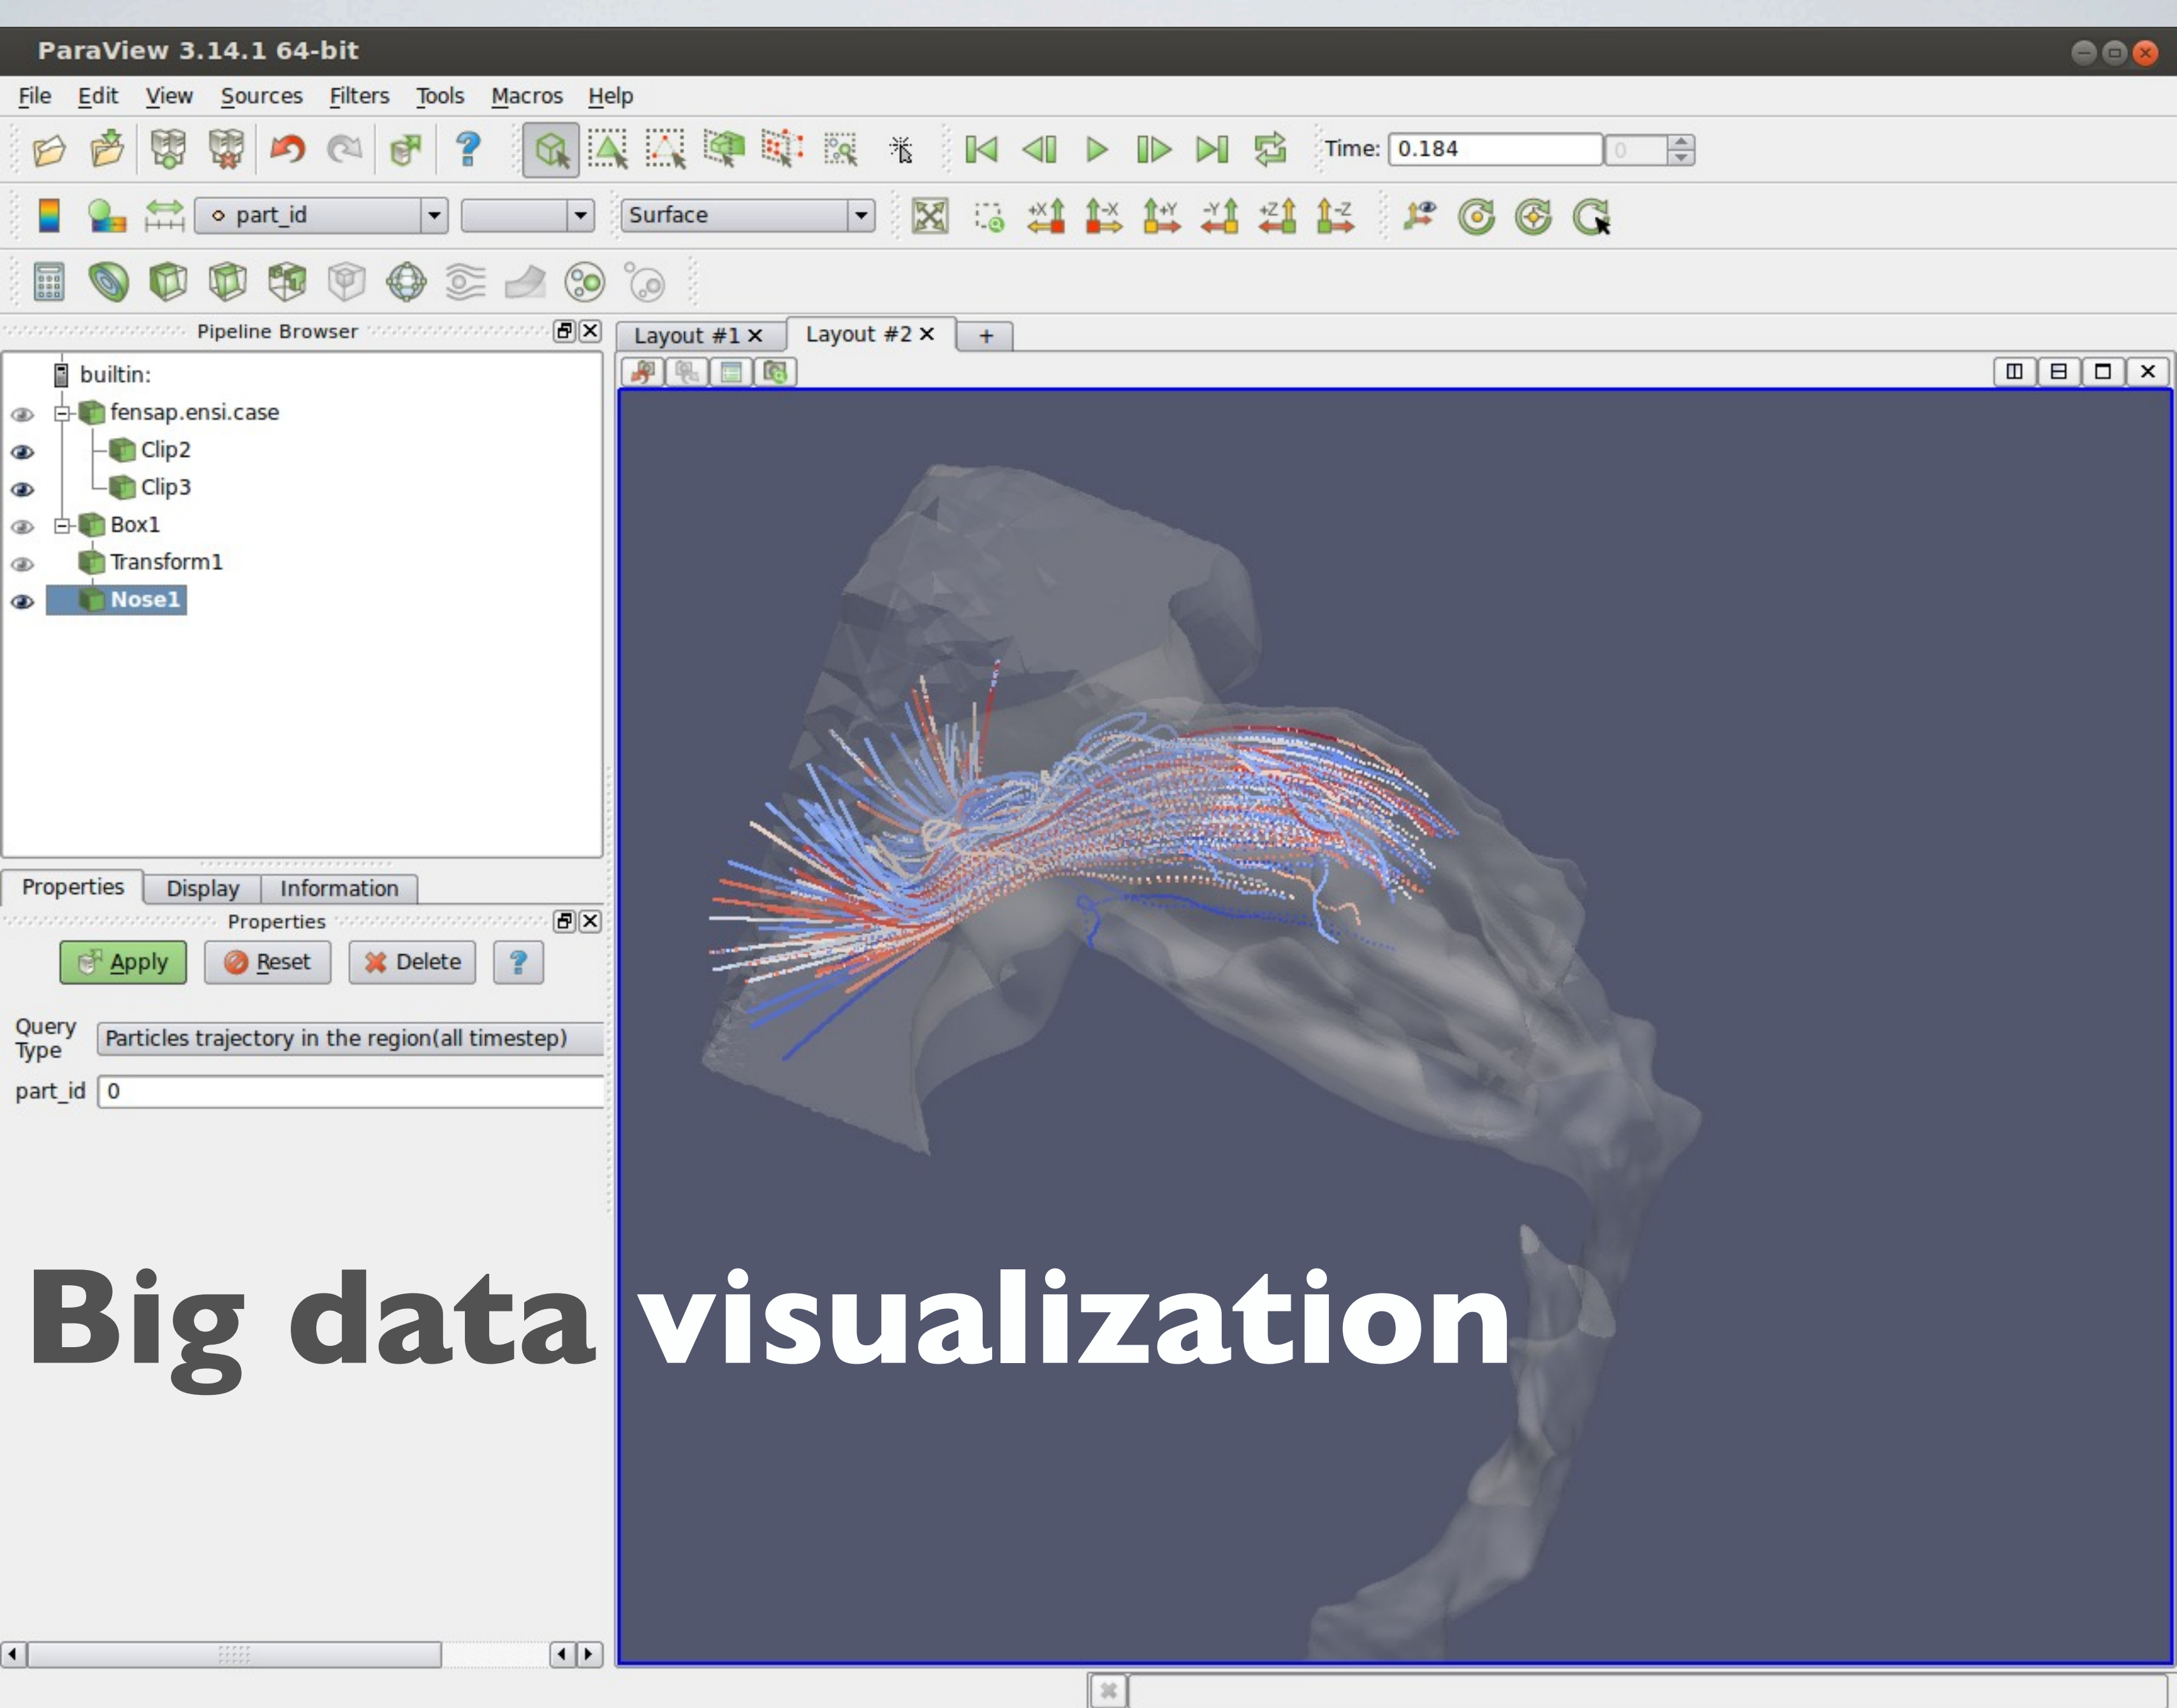 ParaView 3.14.1 64-bit
File Edit View Sources Filters Tools Macros Help
Time: 0.184 0
part_id Surface +X -X +Y -Y +Z -Z
Pipeline Browser
Layout #1 Layout #2 +
builtin:
fensap.ensi.case
Clip2
Clip3
Box1
Transform1
Nose1
Properties Display Information
Properties
Apply Reset Delete ?
Query Type Particles trajectory in the region(all timestep)
part_id 0
Big data visualization